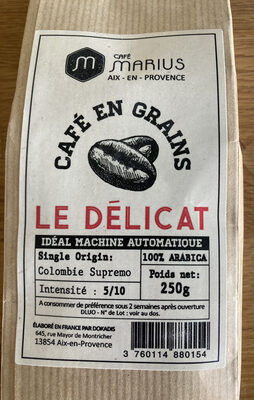 CAFÉ
MARIUS
AIX - EN - PROVENCE
CAFÉ EN GRAINS
LE DÉLICAT
IDÉAL MACHINE AUTOMATIQUE
Single Origin: 100% ARABICA
Colombie Supremo Poids net:
Intensité : 5/10 250g
A consommer de préférence sous 2 semaines après ouverture
DLUO - N° de Lot : voir au dos.
ÉLABORÉ EN FRANCE PAR DOKADIS
645, rue Mayor de Montricher
13854 Aix-en-Provence
3 760114 880154